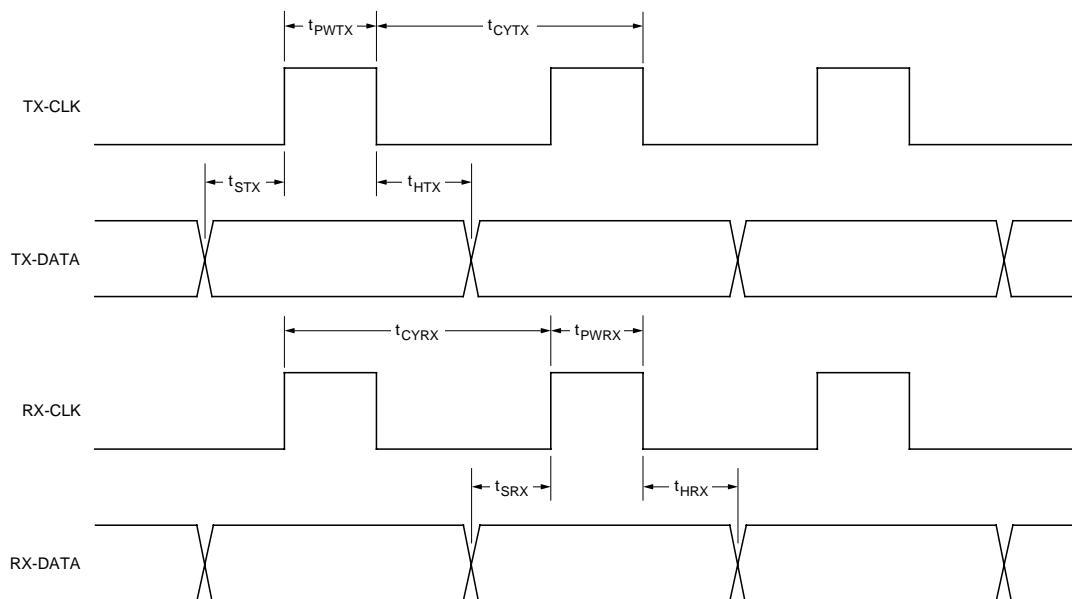 tPWTX tCYTX
TX-CLK
tSTX tHTX
TX-DATA
tCYRX tPWRX
RX-CLK
tSRX tHRX
RX-DATA